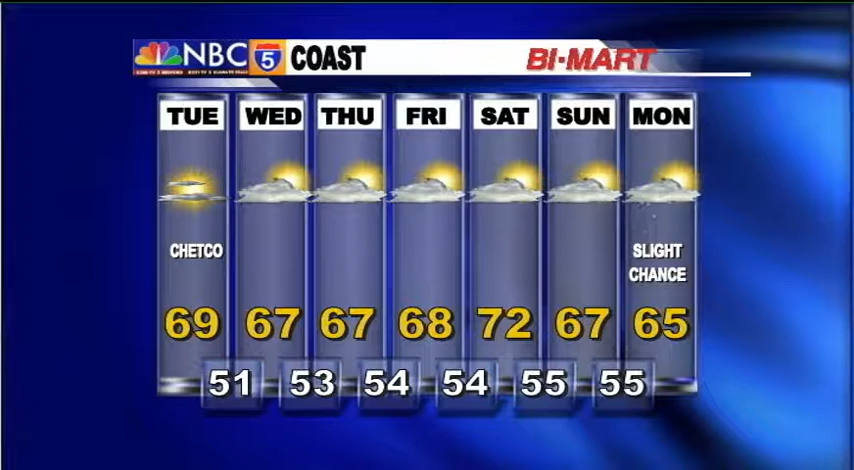 NBC 5 COAST BI-MART
TUE WED THU FRI SAT SUN MON
CHETCO
SLIGHT
CHANCE
69 67 67 68 72 67 65
51 53 54 54 55 55